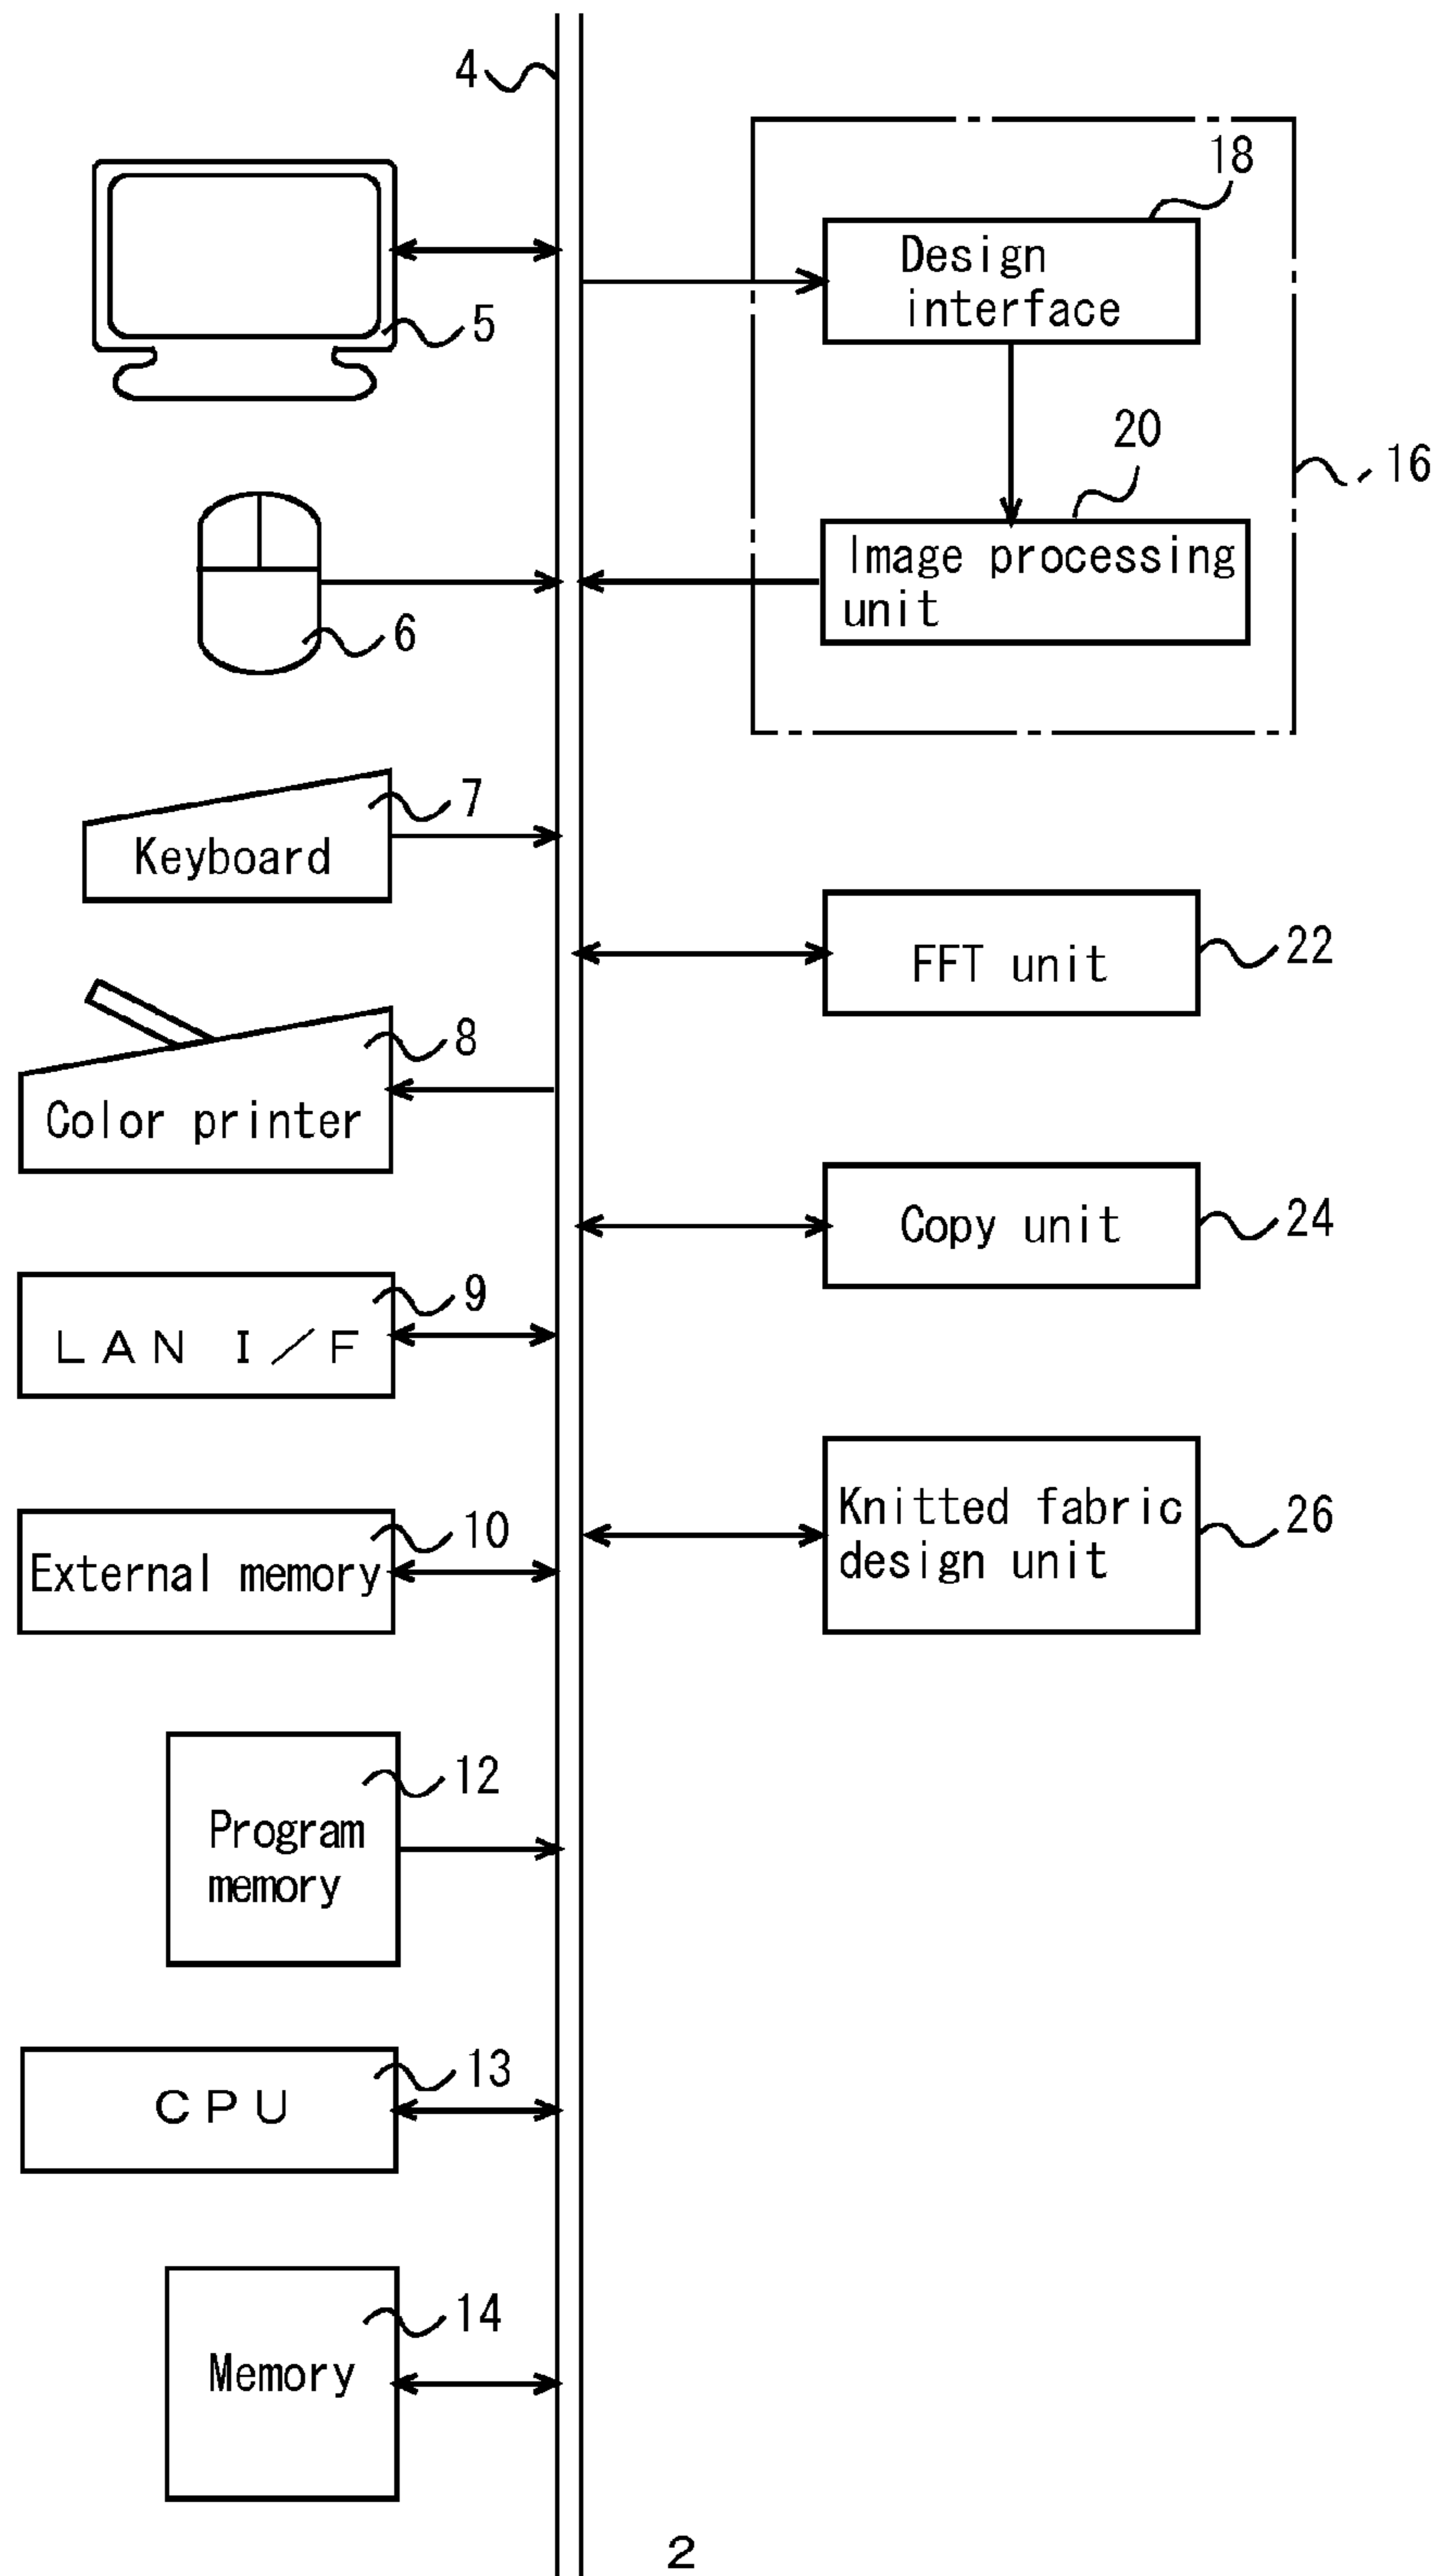 4
18
Design
interface
5
20
16
Image processing
unit
6
7
Keyboard
22
FFT unit
8
Color printer
24
Copy unit
9
LAN I/F
10
External memory
Knitted fabric
design unit
26
12
Program
memory
13
CPU
14
Memory
2